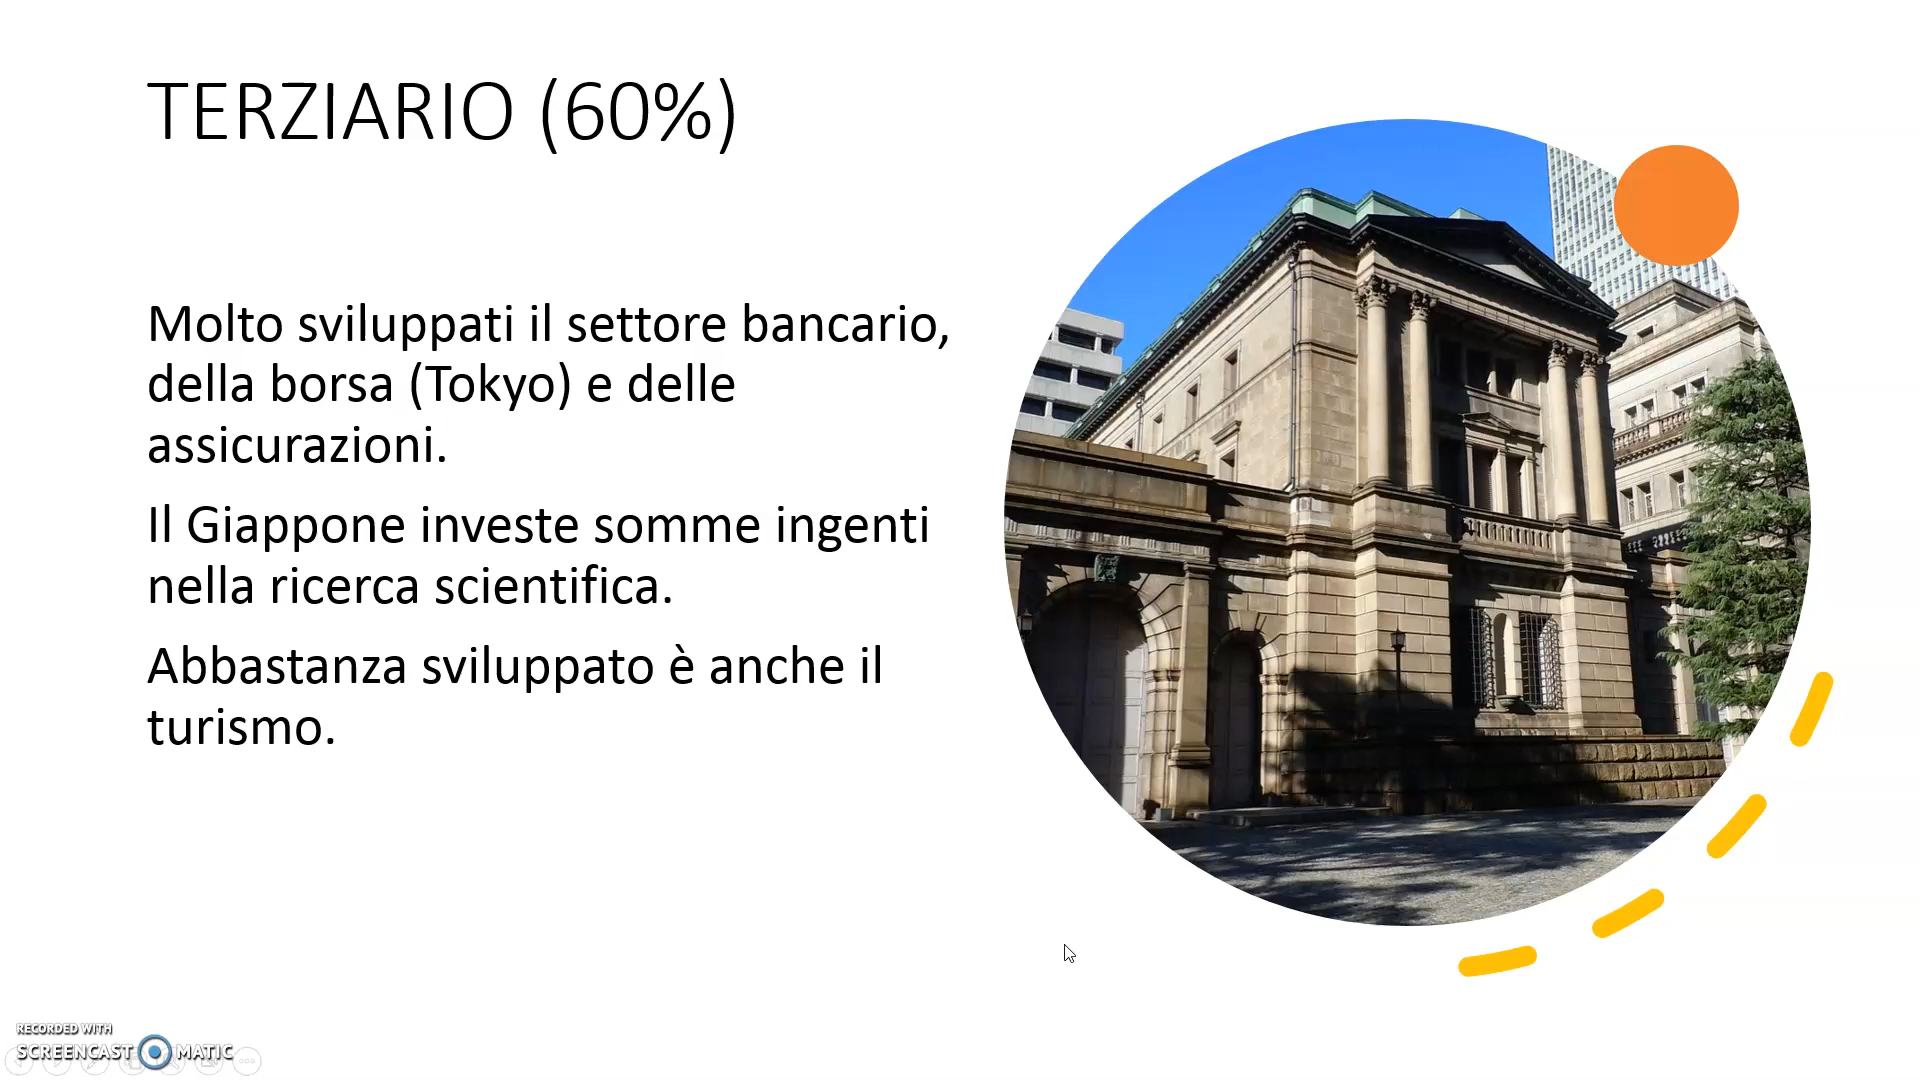 TERZIARIO (60%)
Molto sviluppati il settore bancario,
della borsa (Tokyo) e delle
assicurazioni.
Il Giappone investe somme ingenti
nella ricerca scientifica.
Abbastanza sviluppato è anche il
turismo.
RECORDED WITH
SCREENCAST MATIC